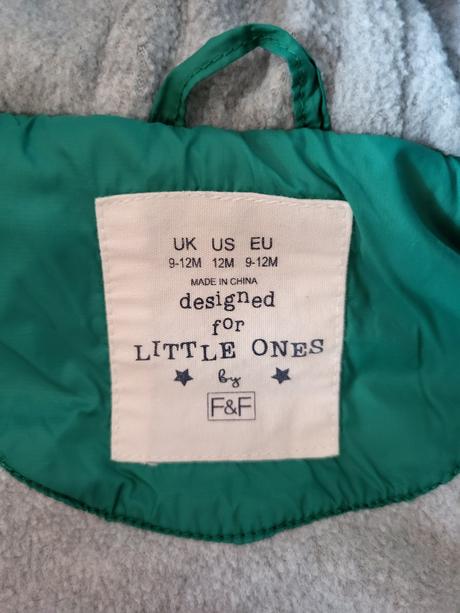 UK US EU
9-12M 12M 9-12M
MADE IN CHINA
designed
for
LITTLE ONES
by
F&F